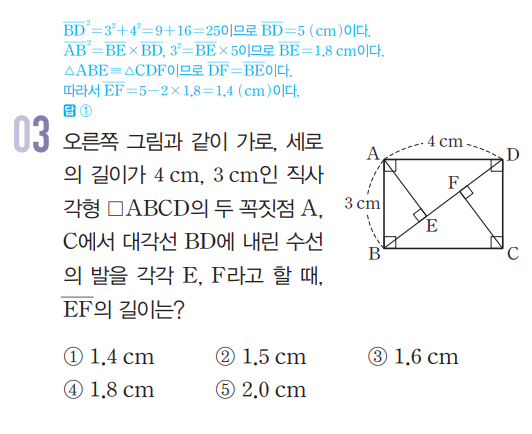 BD²=3²+4²=9+16=25이므로 BD=5 (cm)이다.
AB²=BE×BD, 3²=BE×5이므로 BE=1.8 cm이다.
△ABE≡△CDF이므로 DF=BE이다.
따라서 EF=5-2×1.8=1.4 (cm)이다.
답 ①
03 오른쪽 그림과 같이 가로, 세로
의 길이가 4 cm, 3 cm인 직사
각형 □ABCD의 두 꼭짓점 A,
C에서 대각선 BD에 내린 수선
의 발을 각각 E, F라고 할 때,
EF의 길이는?
4 cm
A
D
F
3 cm
E
B
C
① 1.4 cm ② 1.5 cm ③ 1.6 cm
④ 1.8 cm ⑤ 2.0 cm